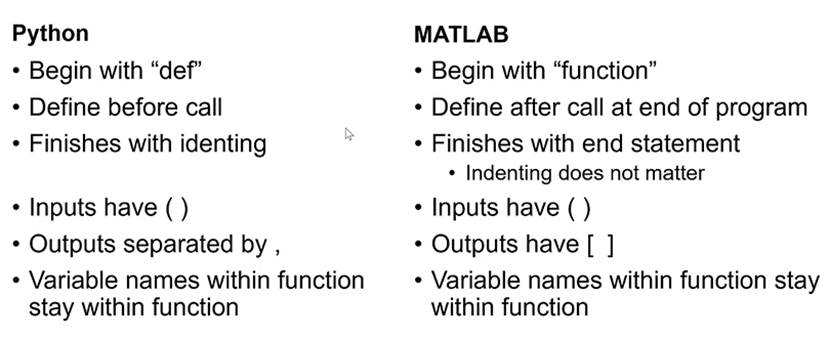 Python
• Begin with “def”
• Define before call
• Finishes with identing
• Inputs have ( )
• Outputs separated by ,
• Variable names within function
stay within function
MATLAB
• Begin with “function”
• Define after call at end of program
• Finishes with end statement
• Indenting does not matter
• Inputs have ( )
• Outputs have [ ]
• Variable names within function stay
within function